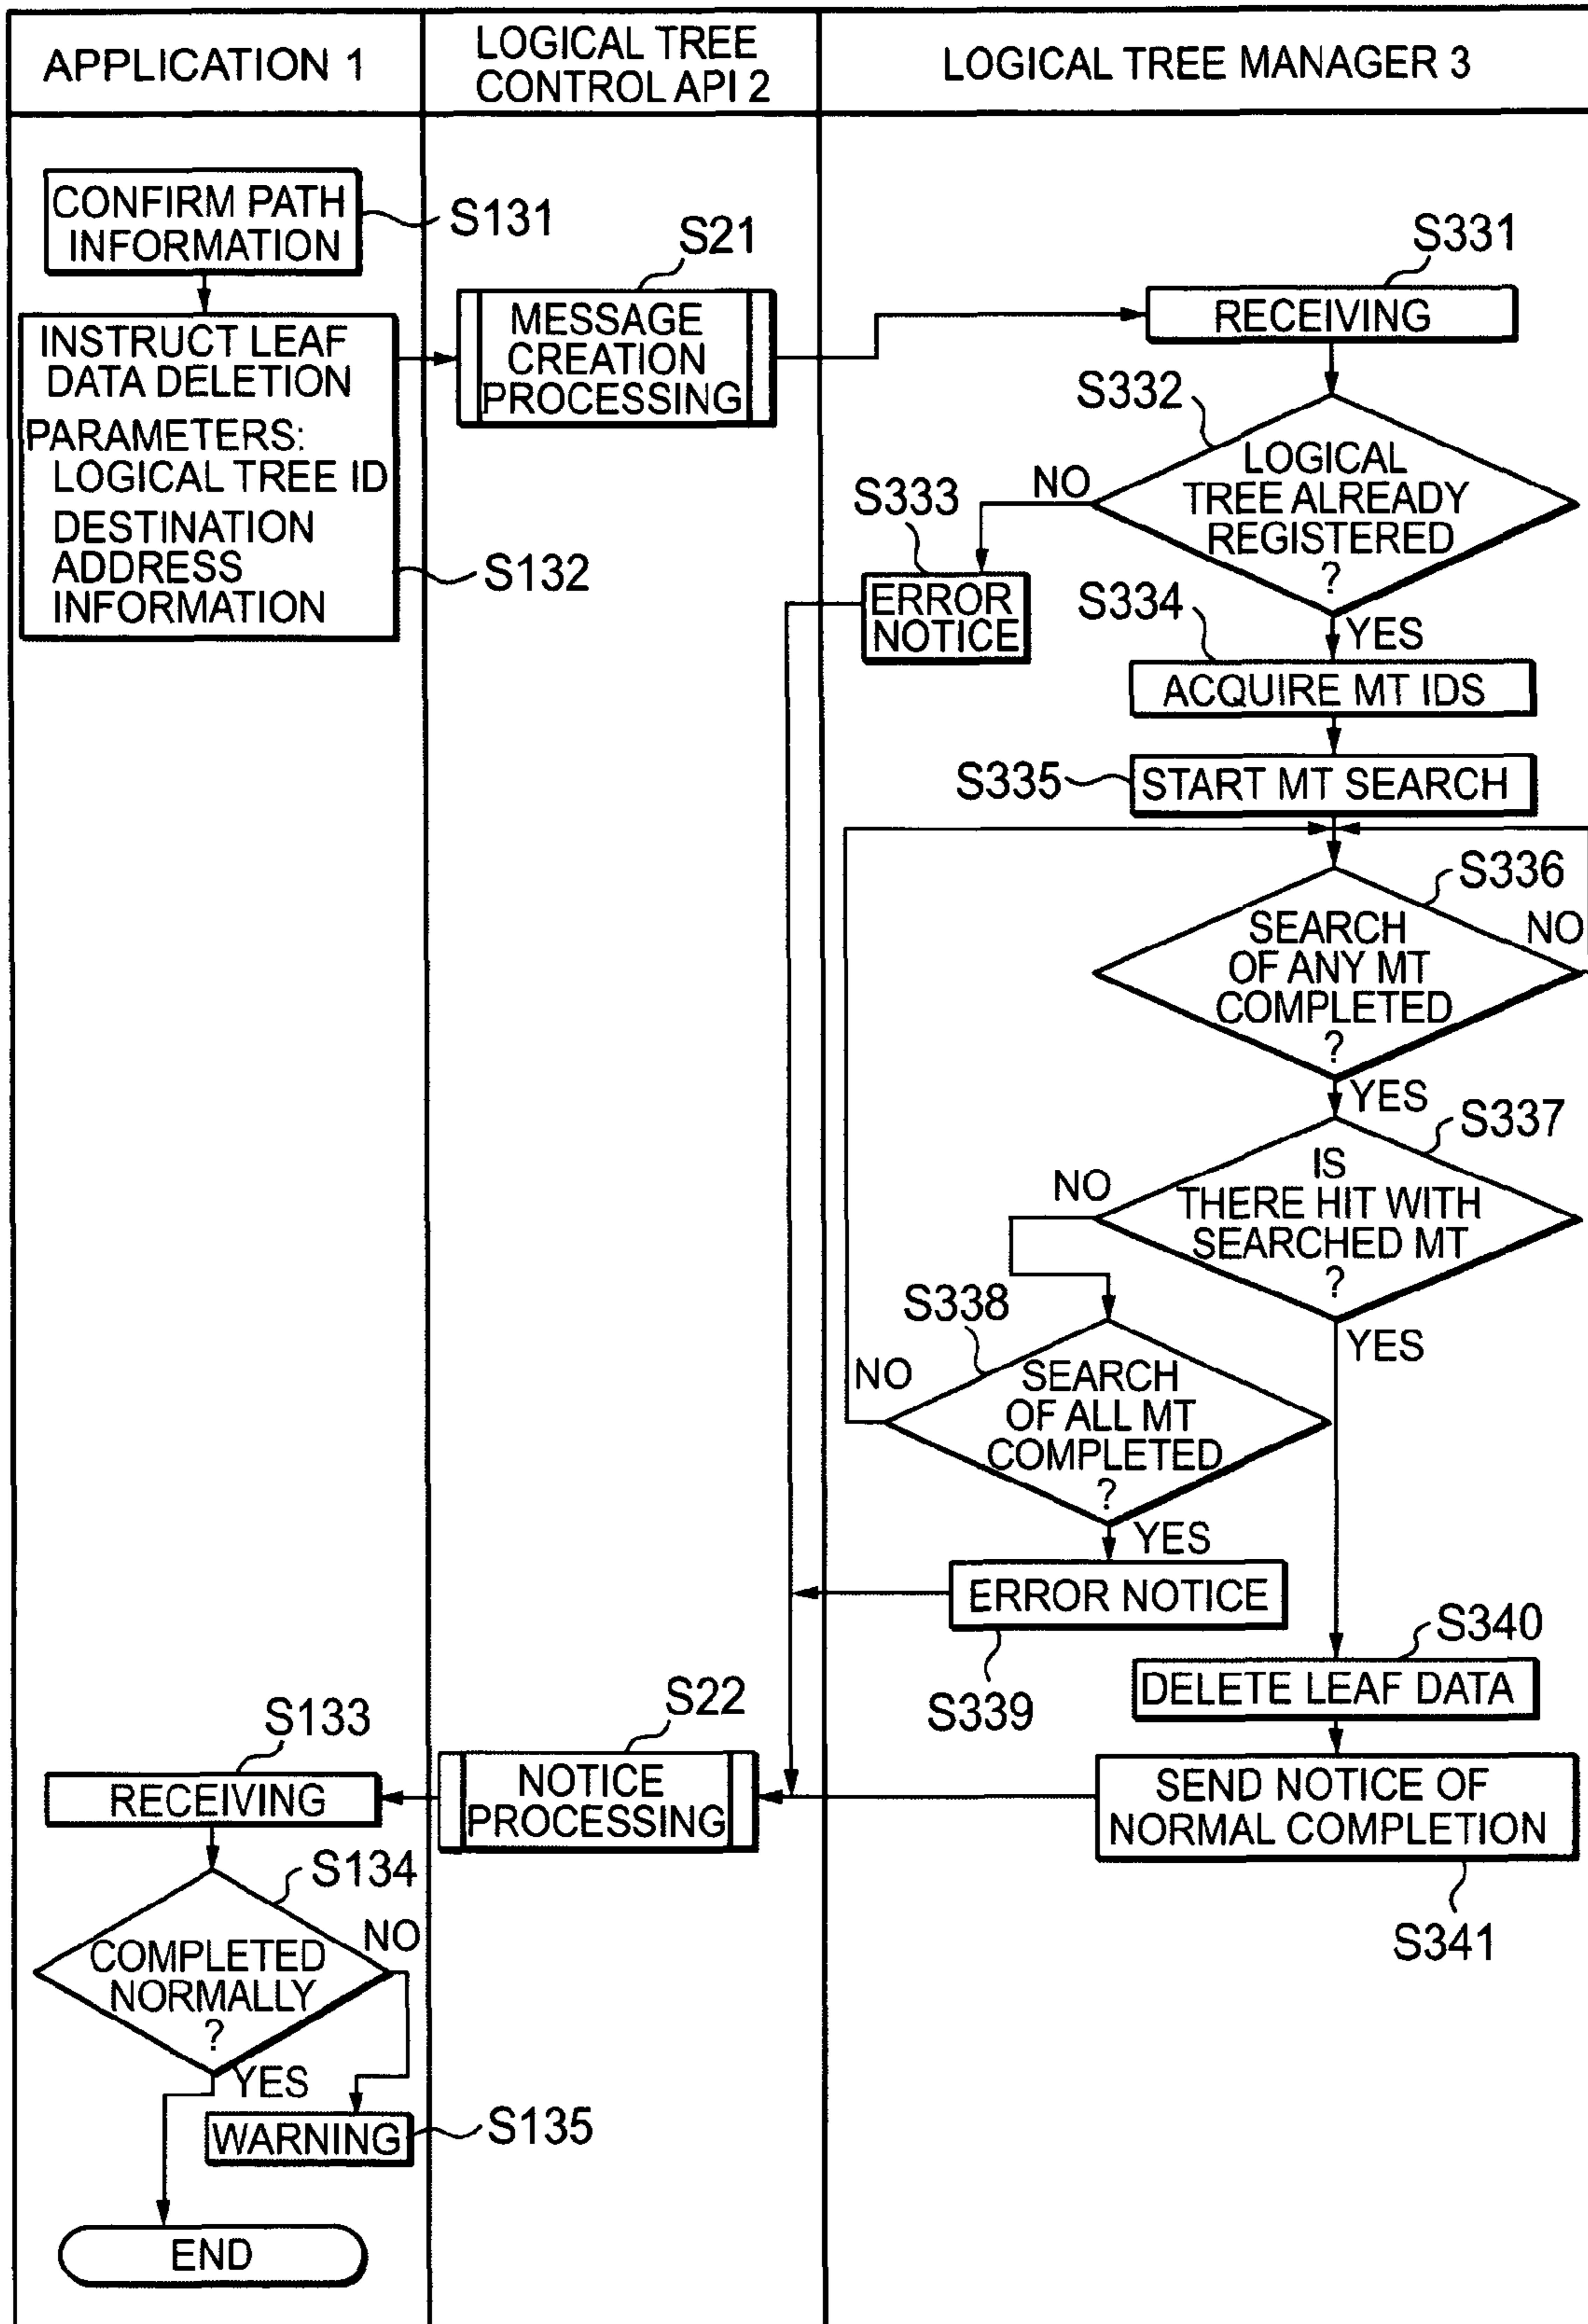 APPLICATION 1
LOGICAL TREE
CONTROL API 2
LOGICAL TREE MANAGER 3
CONFIRM PATH
INFORMATION
S131
INSTRUCT LEAF
DATA DELETION
PARAMETERS:
LOGICAL TREE ID
DESTINATION
ADDRESS
INFORMATION
S132
S21
MESSAGE
CREATION
PROCESSING
S331
RECEIVING
S332
LOGICAL
TREE ALREADY
REGISTERED
?
NO
YES
S333
ERROR
NOTICE
S334
ACQUIRE MT IDS
S335
START MT SEARCH
S336
SEARCH
OF ANY MT
COMPLETED
?
NO
YES
S337
IS
THERE HIT WITH
SEARCHED MT
?
NO
YES
S338
SEARCH
OF ALL MT
COMPLETED
?
NO
YES
ERROR NOTICE
S339
S340
DELETE LEAF DATA
SEND NOTICE OF
NORMAL COMPLETION
S341
S22
NOTICE
PROCESSING
S133
RECEIVING
S134
COMPLETED
NORMALLY
?
NO
YES
WARNING
S135
END